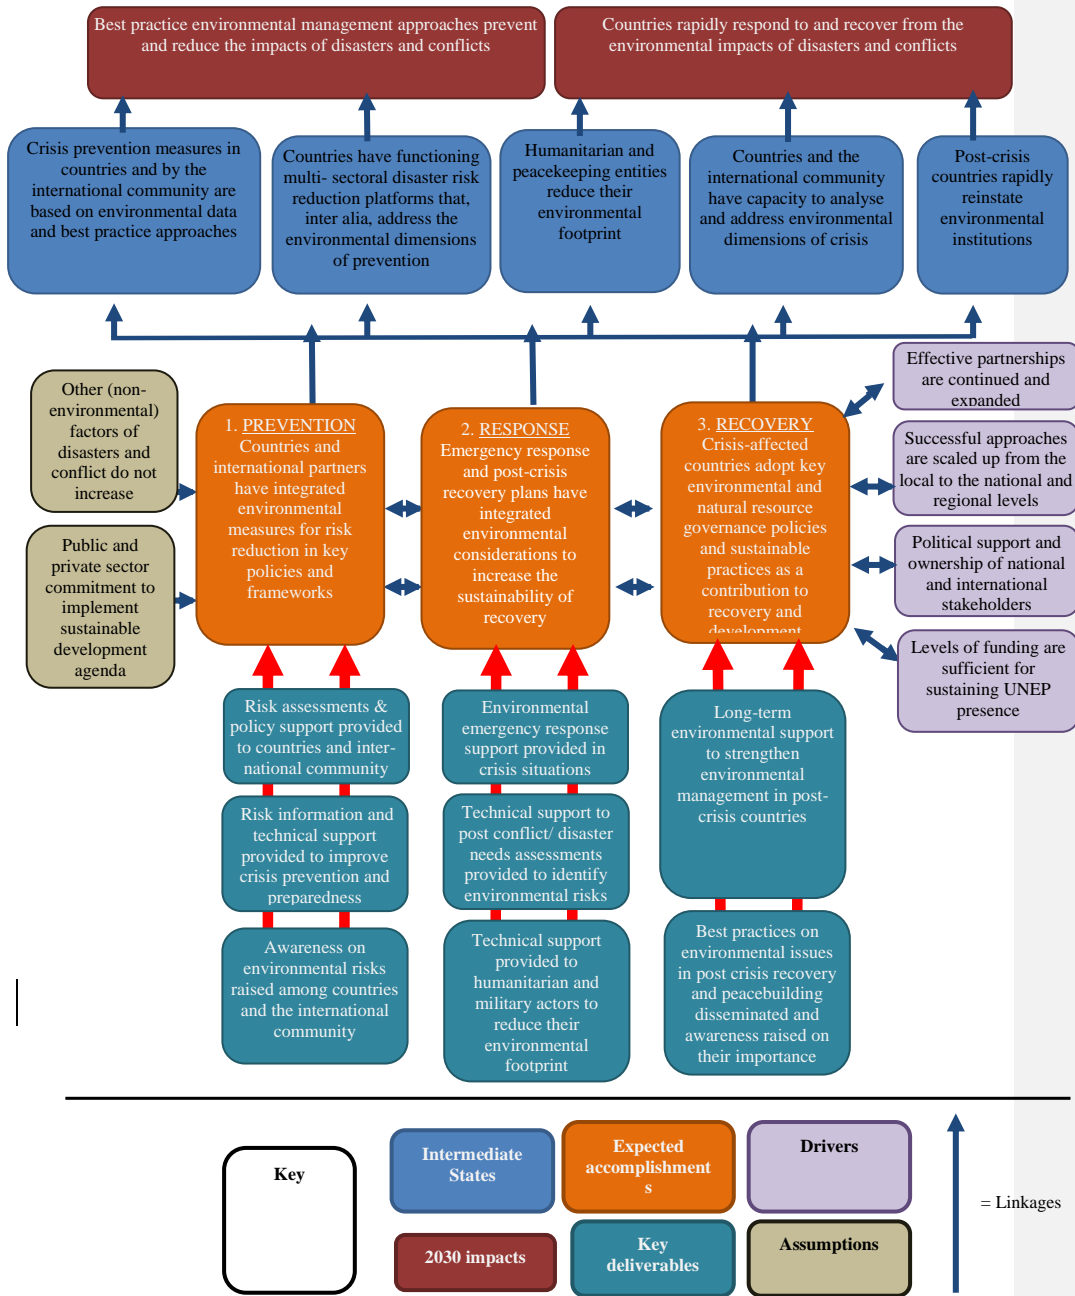 Best practice environmental management approaches prevent
and reduce the impacts of disasters and conflicts
Countries rapidly respond to and recover from the
environmental impacts of disasters and conflicts
Crisis prevention measures in
countries and by the
international community are
based on environmental data
and best practice approaches
Countries have functioning
multi- sectoral disaster risk
reduction platforms that,
inter alia, address the
environmental dimensions
of prevention
Humanitarian and
peacekeeping entities
reduce their
environmental
footprint
Countries and the
international community
have capacity to analyse
and address environmental
dimensions of crisis
Post-crisis
countries rapidly
reinstate
environmental
institutions
Other (non-
environmental)
factors of
disasters and
conflict do not
increase
Public and
private sector
commitment to
implement
sustainable
development
agenda
1. PREVENTION
Countries and
international partners
have integrated
environmental
measures for risk
reduction in key
policies and
frameworks
2. RESPONSE
Emergency response
and post-crisis
recovery plans have
integrated
environmental
considerations to
increase the
sustainability of
recovery
3. RECOVERY
Crisis-affected
countries adopt key
environmental and
natural resource
governance policies
and sustainable
practices as a
contribution to
recovery and
development
Effective partnerships
are continued and
expanded
Successful approaches
are scaled up from the
local to the national and
regional levels
Political support and
ownership of national
and international
stakeholders
Levels of funding are
sufficient for
sustaining UNEP
presence
Risk assessments &
policy support provided
to countries and inter-
national community
Risk information and
technical support
provided to improve
crisis prevention and
preparedness
Awareness on
environmental risks
raised among countries
and the international
community
Environmental
emergency response
support provided in
crisis situations
Technical support to
post conflict/ disaster
needs assessments
provided to identify
environmental risks
Technical support
provided to
humanitarian and
military actors to
reduce their
environmental
footprint
Long-term
environmental support
to strengthen
environmental
management in post-
crisis countries
Best practices on
environmental issues
in post crisis recovery
and peacebuilding
disseminated and
awareness raised on
their importance
Key
Intermediate
States
Expected
accomplishment
s
Drivers
2030 impacts
Key
deliverables
Assumptions
= Linkages